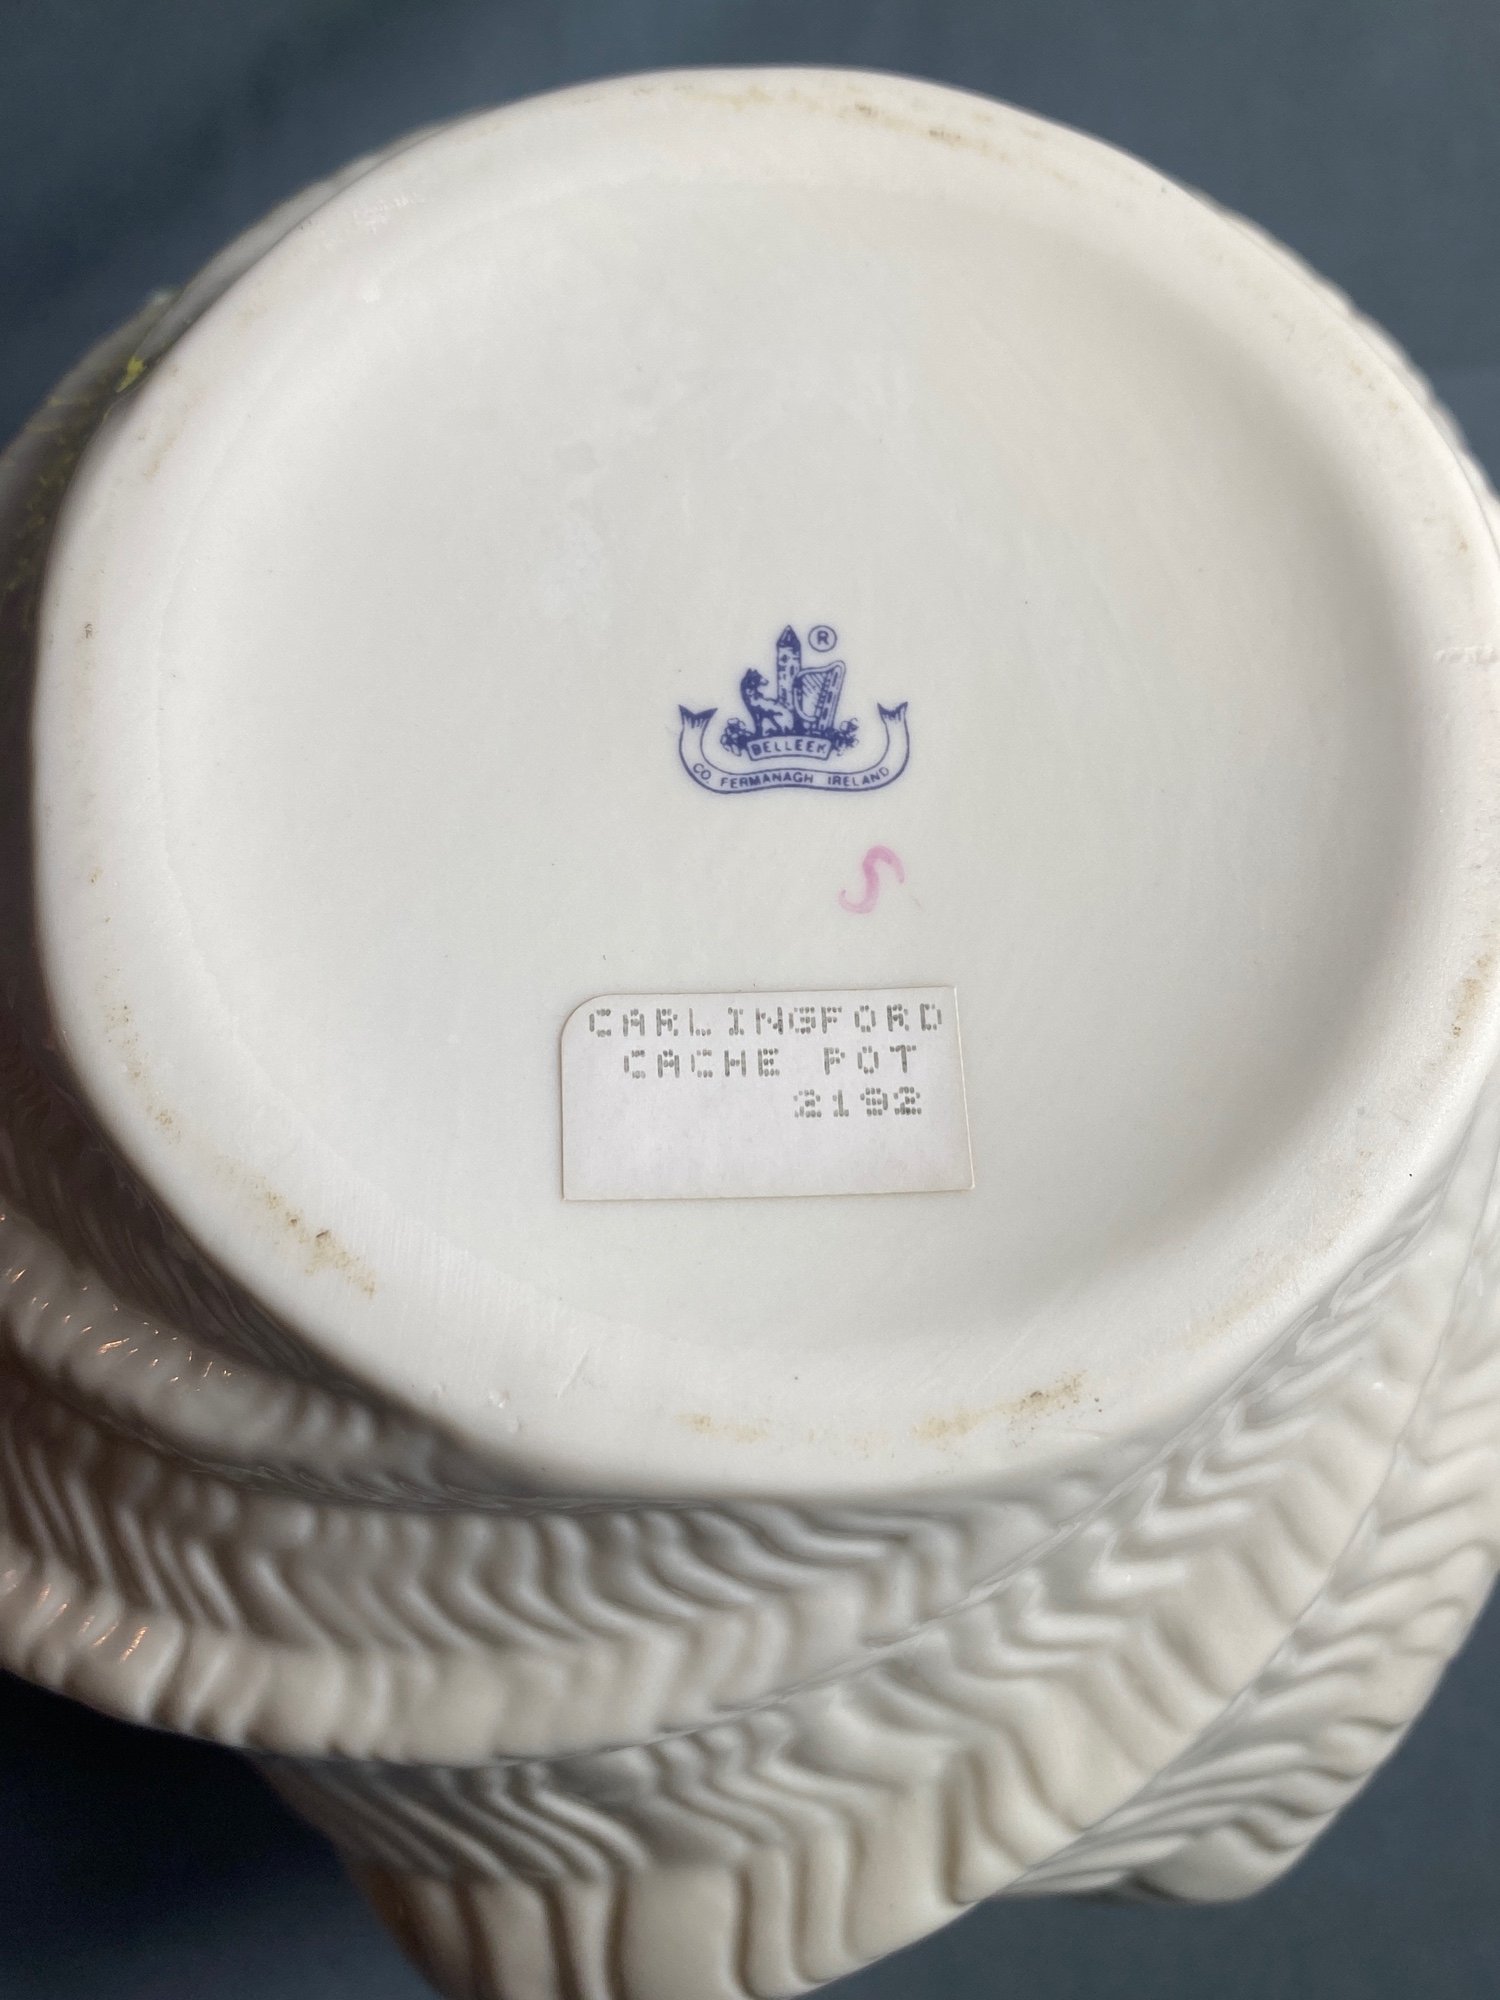 ®
BELLEEK
CO. FERMANAGH IRELAND
S
CARLINGFORD
CACHE POT
2192